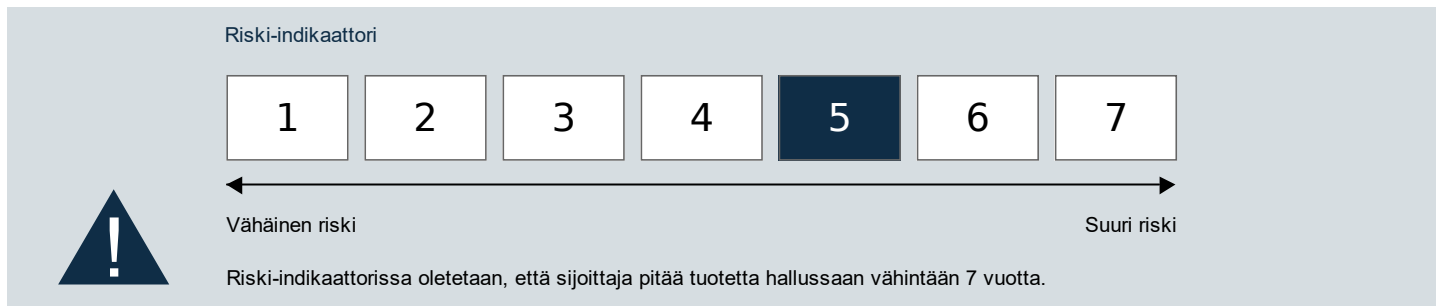 Riski-indikaattori
1 2 3 4 5 6 7
Vähäinen riski Suuri riski
!
Riski-indikaattorissa oletetaan, että sijoittaja pitää tuotetta hallussaan vähintään 7 vuotta.